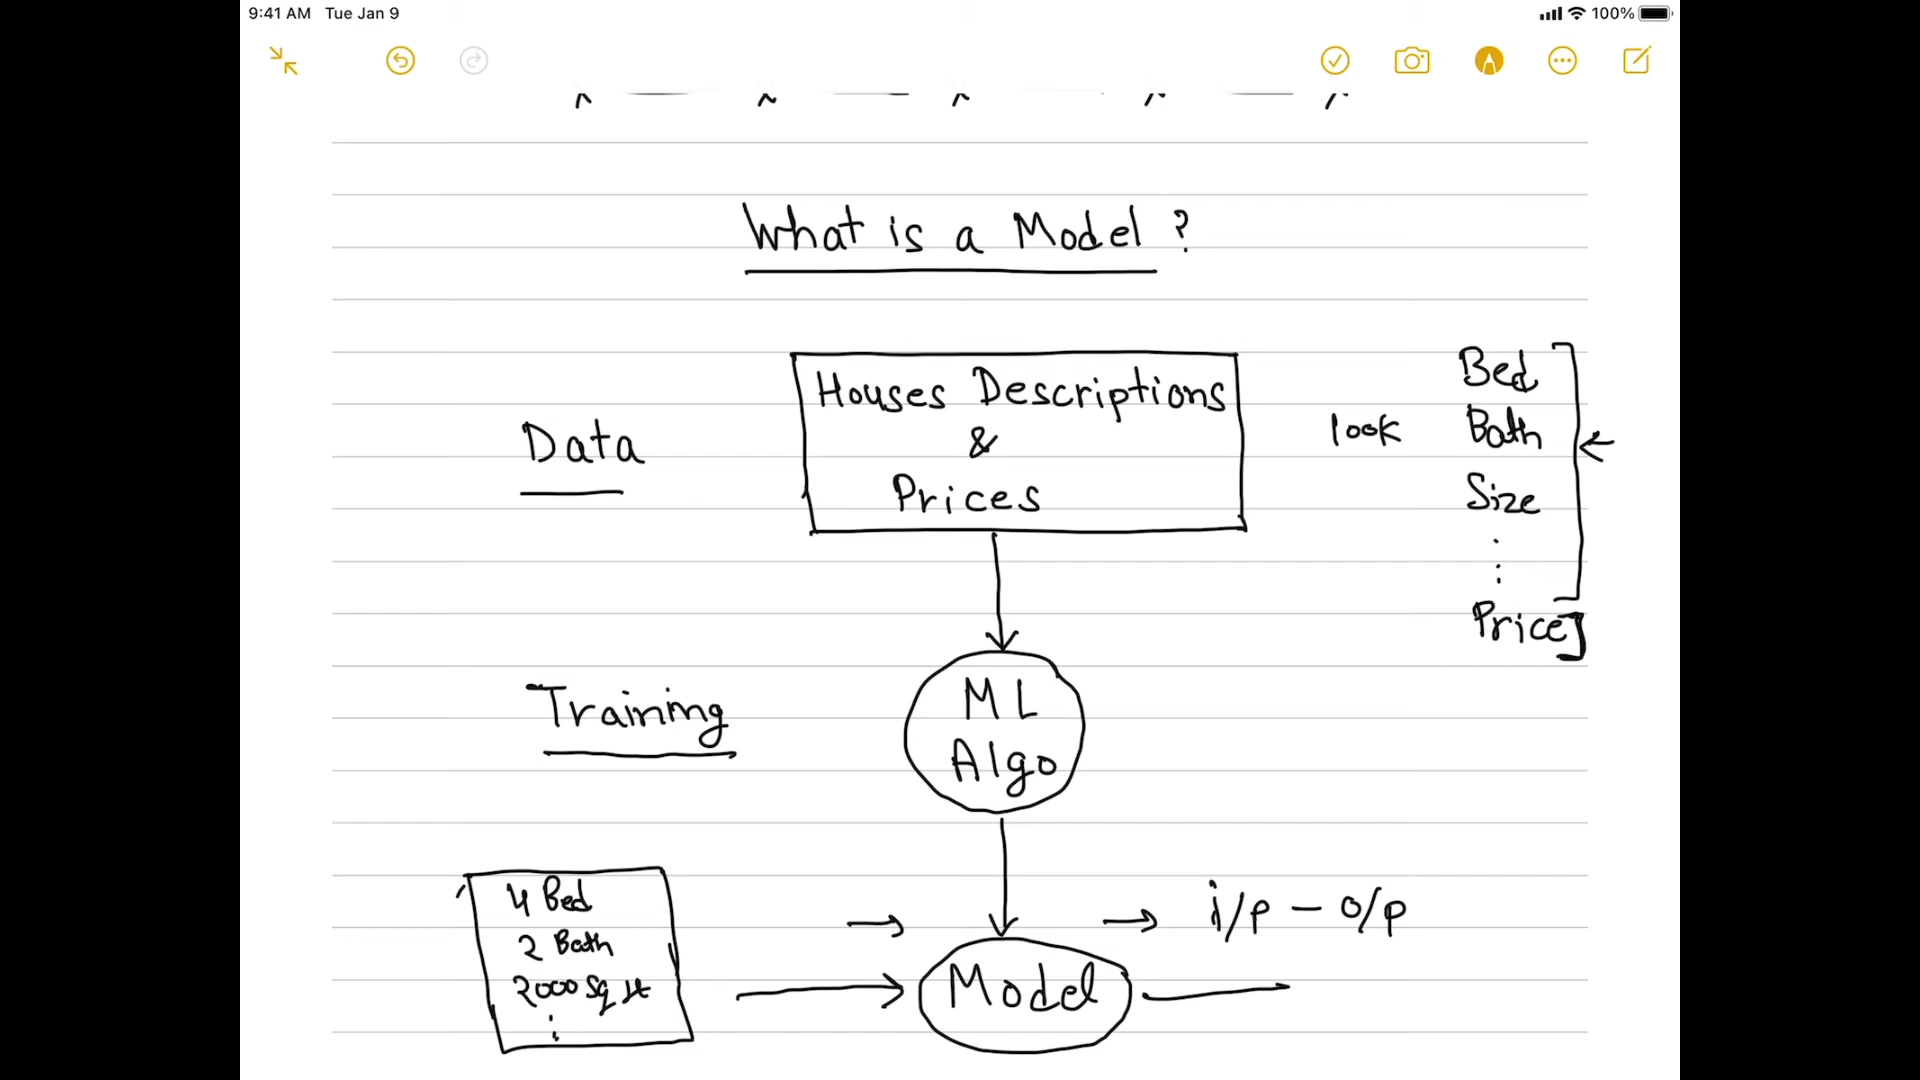 9:41 AM Tue Jan 9
100%
What is a Model ?
Data
Houses Descriptions
&
Prices
look
Bed
Bath
Size
Price
Training
ML
Algo
4 Bed
2 Bath
2000 Sq ft
i/p - o/p
Model